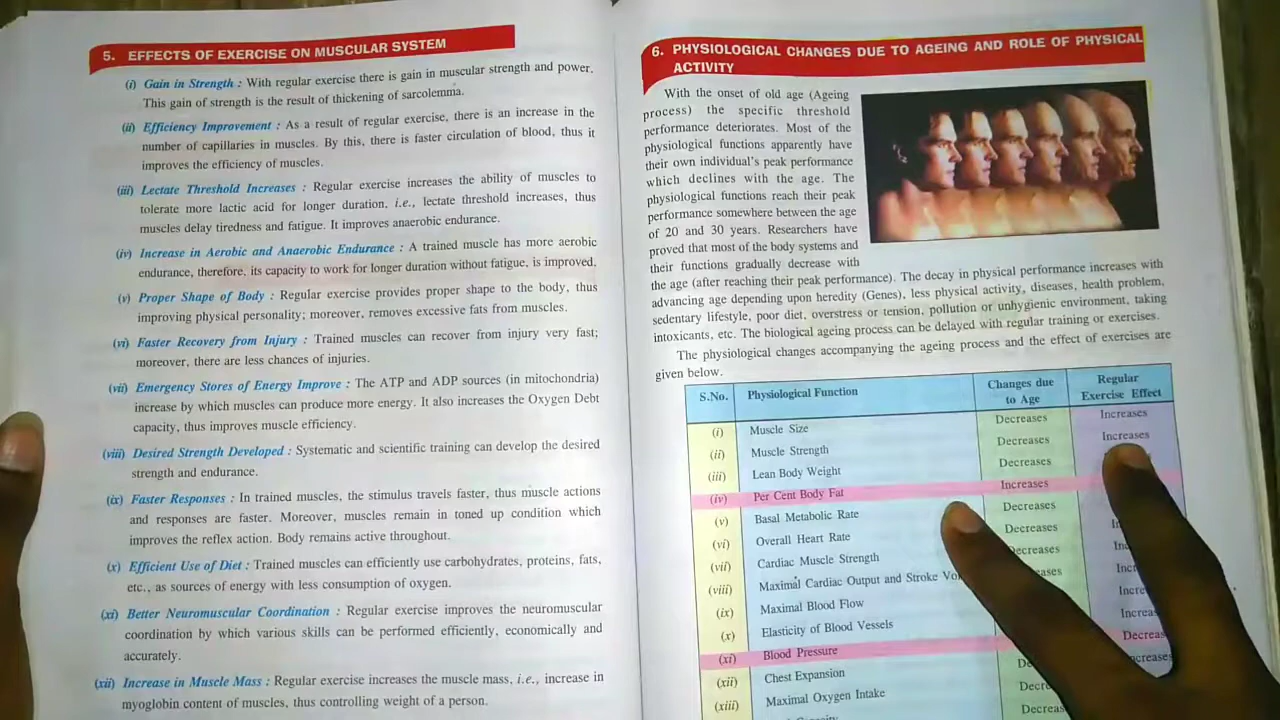 5. EFFECTS OF EXERCISE ON MUSCULAR SYSTEM
(i) Gain in Strength : With regular exercise there is gain in muscular strength and power.
This gain of strength is the result of thickening of sarcolemma.
(ii) Efficiency Improvement : As a result of regular exercise, there is an increase in the
number of capillaries in muscles. By this, there is faster circulation of blood, thus it
improves the efficiency of muscles.
(iii) Lectate Threshold Increases : Regular exercise increases the ability of muscles to
tolerate more lactic acid for longer duration, i.e., lectate threshold increases, thus
muscles delay tiredness and fatigue. It improves anaerobic endurance.
(iv) Increase in Aerobic and Anaerobic Endurance : A trained muscle has more aerobic
endurance, therefore, its capacity to work for longer duration without fatigue, is improved.
(v) Proper Shape of Body : Regular exercise provides proper shape to the body, thus
improving physical personality; moreover, removes excessive fats from muscles.
(vi) Faster Recovery from Injury : Trained muscles can recover from injury very fast;
moreover, there are less chances of injuries.
(vii) Emergency Stores of Energy Improve : The ATP and ADP sources (in mitochondria)
increase by which muscles can produce more energy. It also increases the Oxygen Debt
capacity, thus improves muscle efficiency.
(viii) Desired Strength Developed : Systematic and scientific training can develop the desired
strength and endurance.
(ix) Faster Responses : In trained muscles, the stimulus travels faster, thus muscle actions
and responses are faster. Moreover, muscles remain in toned up condition which
improves the reflex action. Body remains active throughout.
(x) Efficient Use of Diet : Trained muscles can efficiently use carbohydrates, proteins, fats,
etc., as sources of energy with less consumption of oxygen.
(xi) Better Neuromuscular Coordination : Regular exercise improves the neuromuscular
coordination by which various skills can be performed efficiently, economically and
accurately.
(xii) Increase in Muscle Mass : Regular exercise increases the muscle mass, i.e., increase in
myoglobin content of muscles, thus controlling weight of a person.
6. PHYSIOLOGICAL CHANGES DUE TO AGEING AND ROLE OF PHYSICAL
ACTIVITY
With the onset of old age (Ageing
process) the specific threshold
performance deteriorates. Most of the
physiological functions apparently have
their own individual's peak performance
which declines with the age. The
physiological functions reach their peak
performance somewhere between the age
of 20 and 30 years. Researchers have
proved that most of the body systems and
their functions gradually decrease with
the age (after reaching their peak performance). The decay in physical performance increases with
advancing age depending upon heredity (Genes), less physical activity, diseases, health problem,
sedentary lifestyle, poor diet, overstress or tension, pollution or unhygienic environment, taking
intoxicants, etc. The biological ageing process can be delayed with regular training or exercises.
The physiological changes accompanying the ageing process and the effect of exercises are
given below.
S.No. Physiological Function Changes due to Age Regular Exercise Effect
(i) Muscle Size Decreases Increases
(ii) Muscle Strength Decreases Increases
(iii) Lean Body Weight Decreases
(iv) Per Cent Body Fat Increases
(v) Basal Metabolic Rate Decreases
(vi) Overall Heart Rate Decreases
(vii) Cardiac Muscle Strength Decreases
(viii) Maximal Cardiac Output and Stroke
(ix) Maximal Blood Flow
(x) Elasticity of Blood Vessels
(xi) Blood Pressure
(xii) Chest Expansion
(xiii) Maximal Oxygen Intake